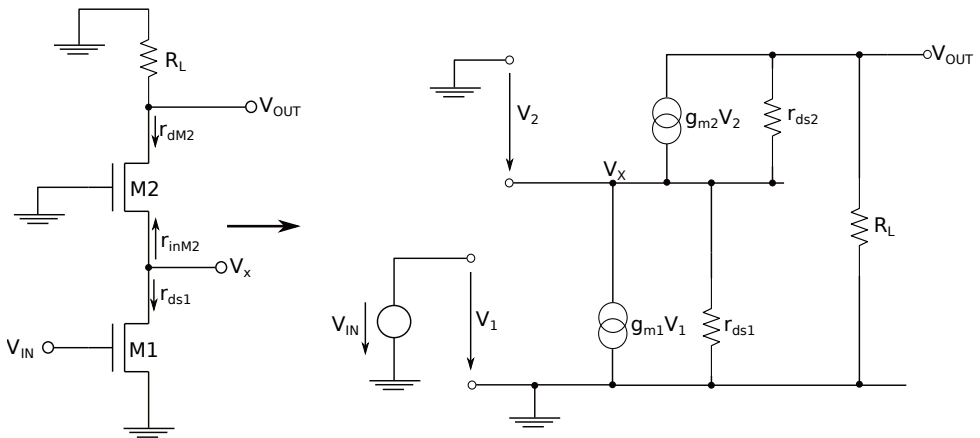 R_L
V_OUT
r_dM2
M2
r_inM2
V_x
r_ds1
V_IN
M1
V_2
g_m2V_2
r_ds2
V_OUT
V_X
R_L
V_IN
V_1
g_m1V_1
r_ds1